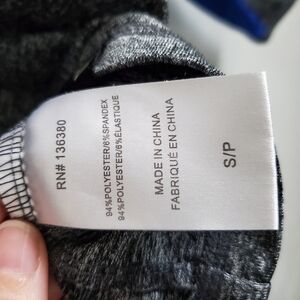 RN# 136380
94%POLYESTER/6%SPANDEX
94%POLYESTER/6%ÉLASTIQUE
MADE IN CHINA
FABRIQUÉ EN CHINA
S/P